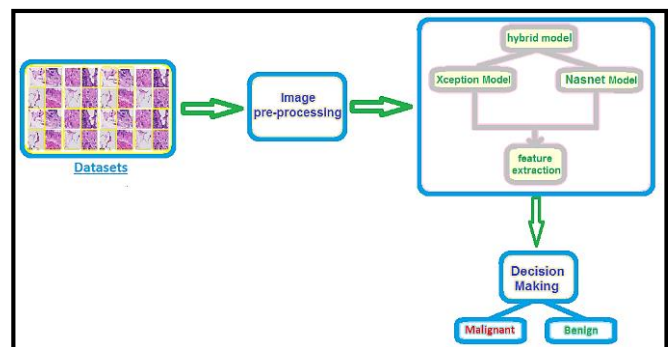 Datasets
Image
pre-processing
hybrid model
Xception Model
Nasnet Model
feature
extraction
Decision
Making
Malignant
Benign